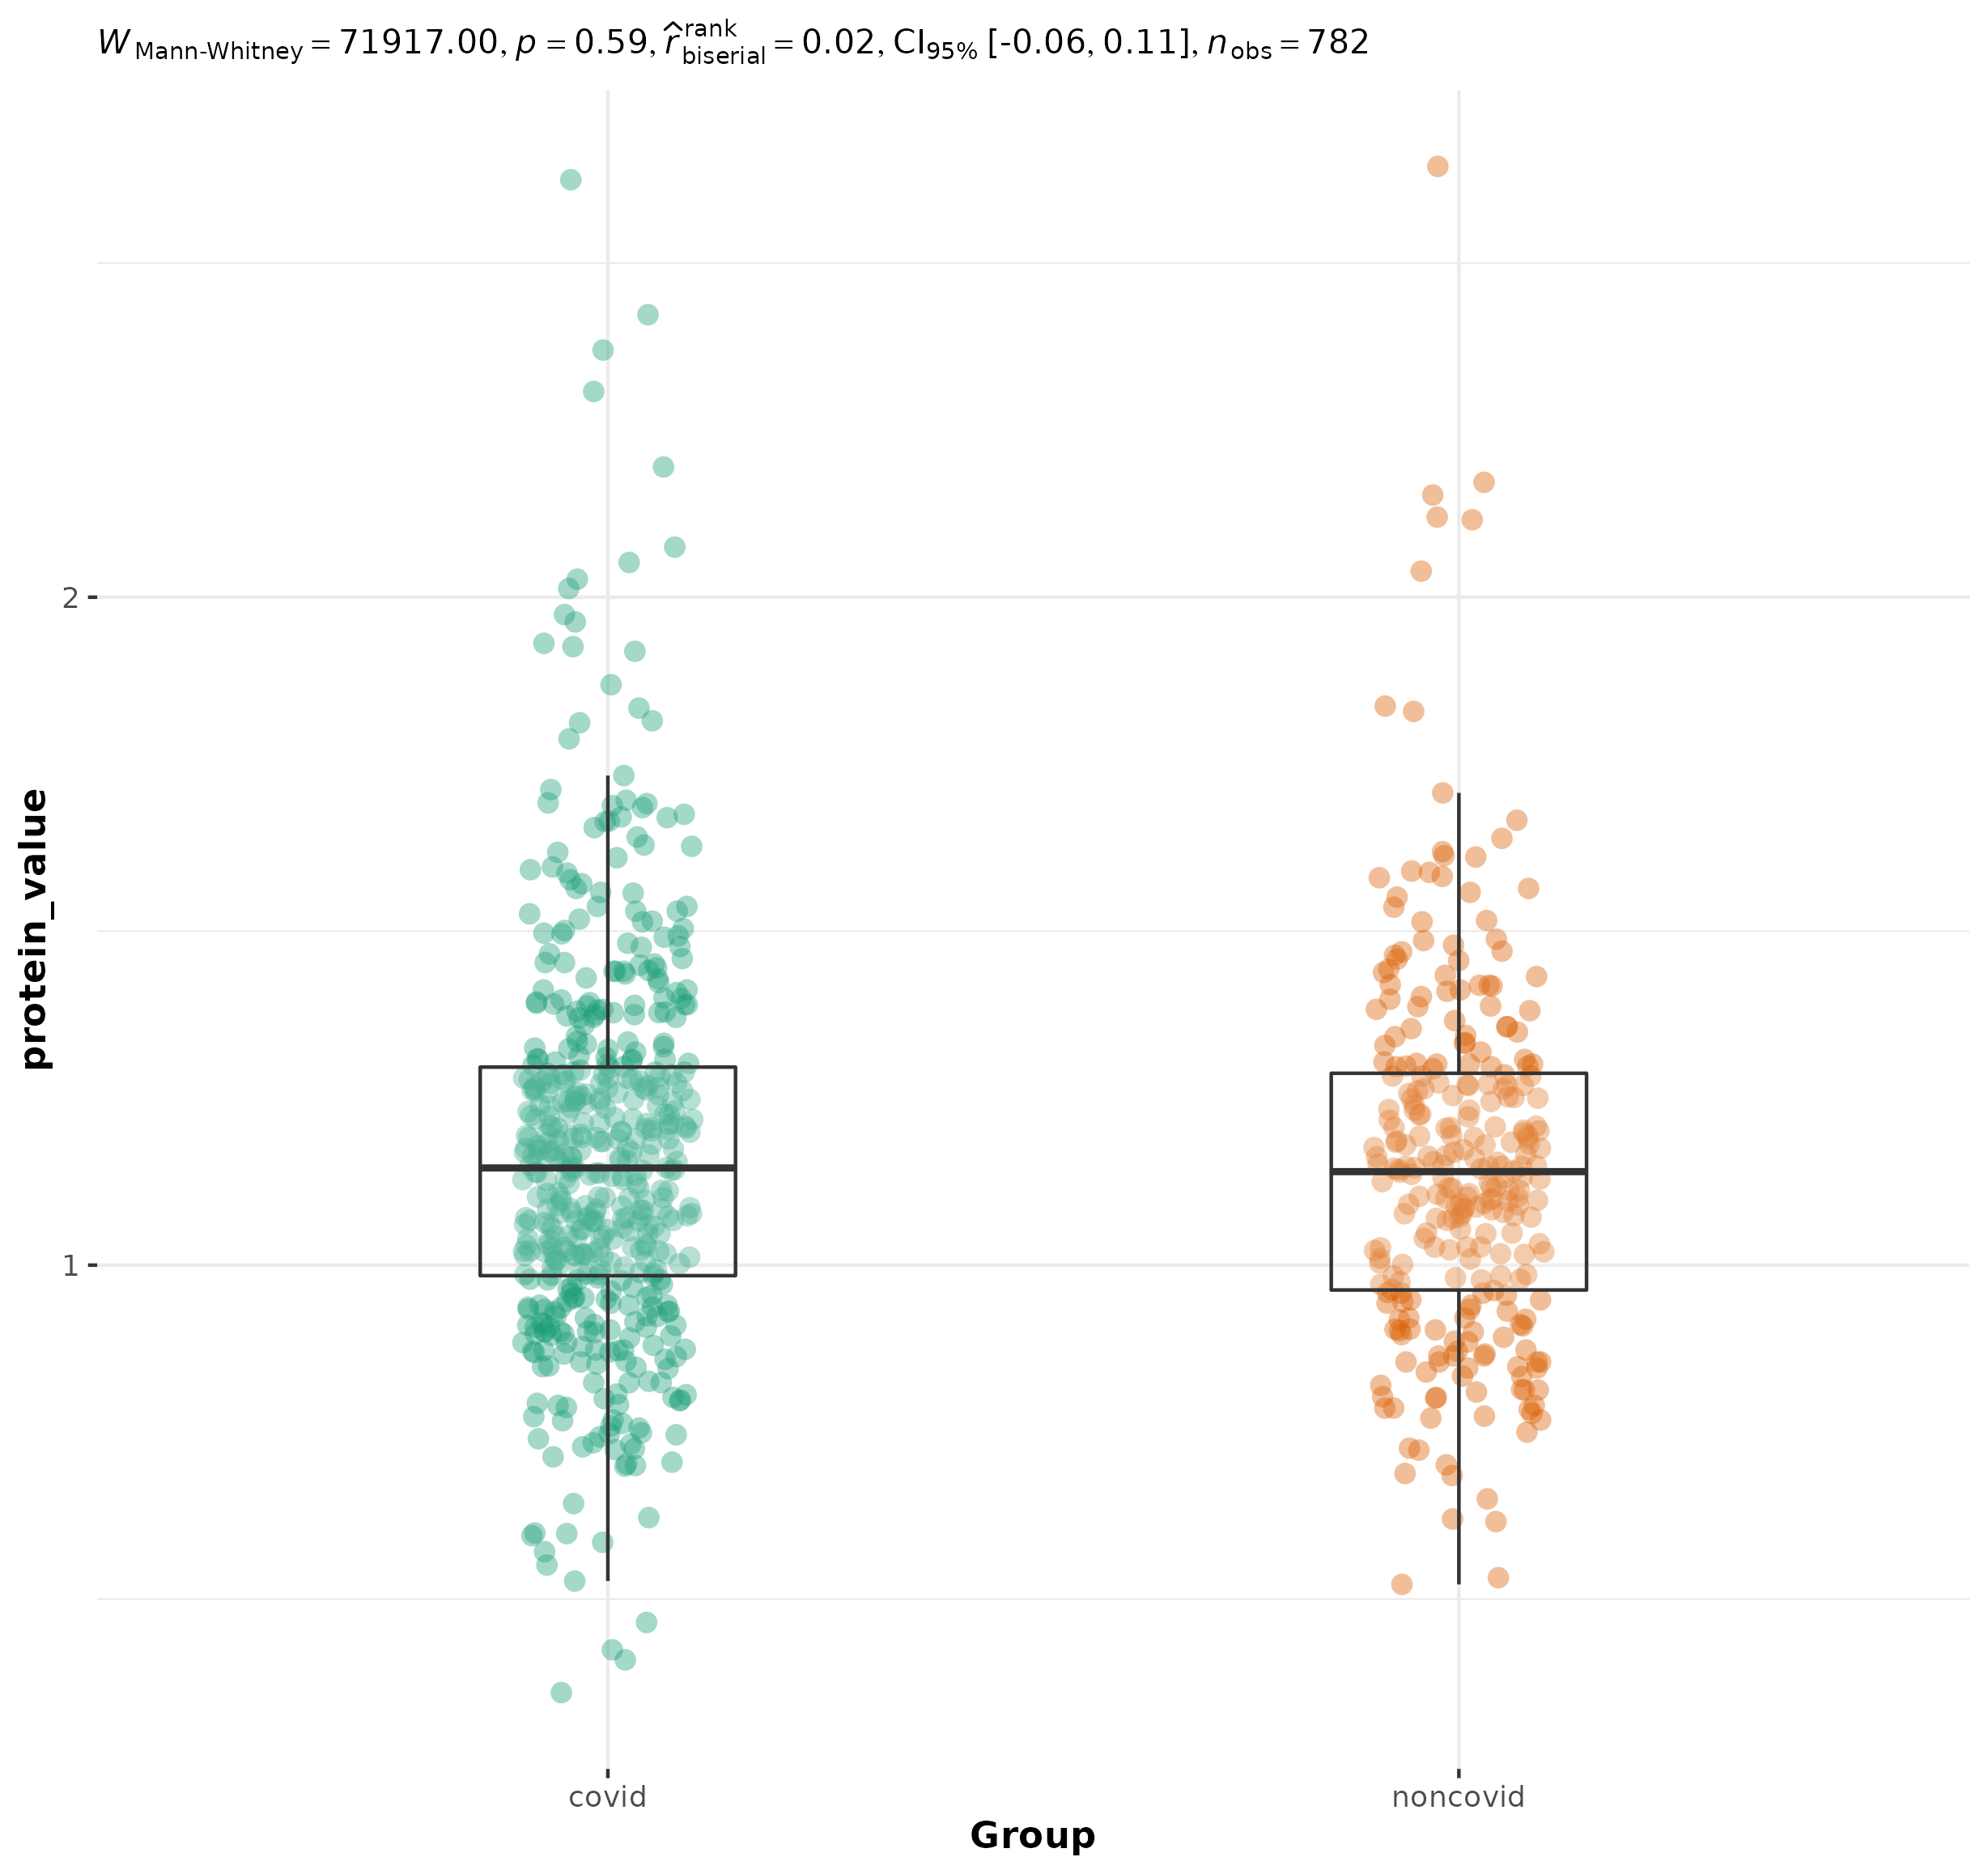 W Mann-Whitney = 71917.00, p = 0.59, r̂ rank biserial = 0.02, CI95% [-0.06, 0.11], n obs = 782
protein_value
2
1
covid noncovid
Group